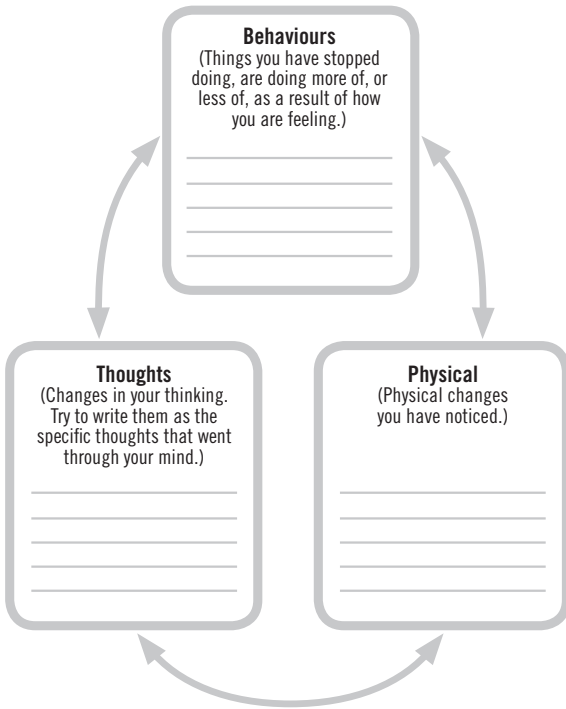 Behaviours
(Things you have stopped
doing, are doing more of, or
less of, as a result of how
you are feeling.)
Thoughts
(Changes in your thinking.
Try to write them as the
specific thoughts that went
through your mind.)
Physical
(Physical changes
you have noticed.)